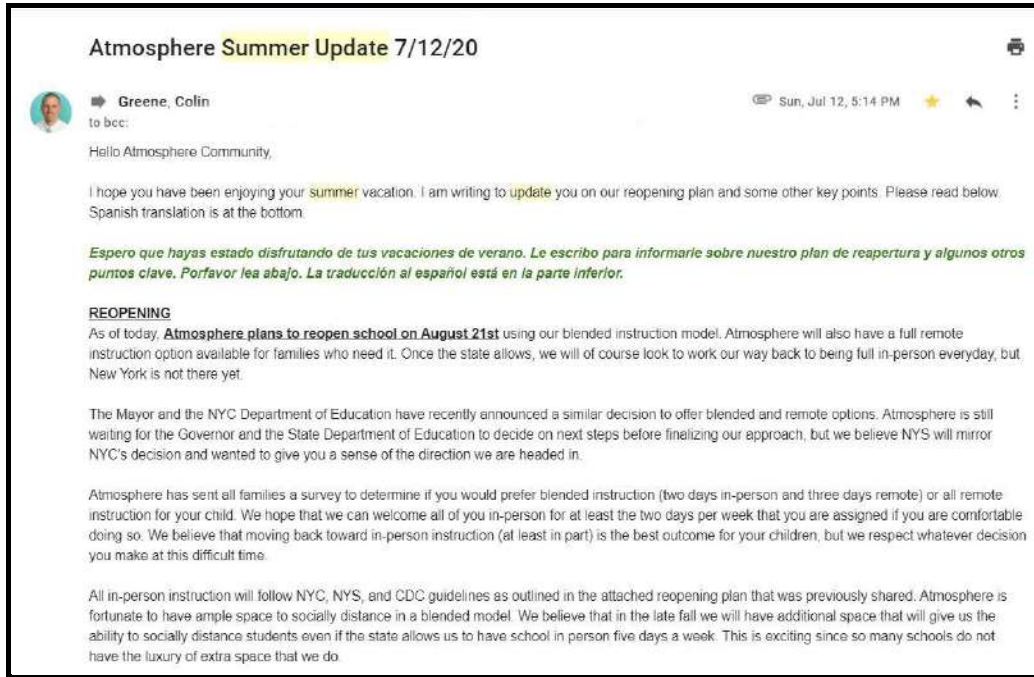 Atmosphere Summer Update 7/12/20
Greene, Colin
Sun, Jul 12, 5:14 PM
to bcc:
Hello Atmosphere Community,
I hope you have been enjoying your summer vacation. I am writing to update you on our reopening plan and some other key points. Please read below.
Spanish translation is at the bottom.
Espero que hayas estado disfrutando de tus vacaciones de verano. Le escribo para informarle sobre nuestro plan de reapertura y algunos otros
puntos clave. Porfavor lea abajo. La traducción al español está en la parte inferior.
REOPENING
As of today, Atmosphere plans to reopen school on August 21st using our blended instruction model. Atmosphere will also have a full remote
instruction option available for families who need it. Once the state allows, we will of course look to work our way back to being full in-person everyday, but
New York is not there yet.
The Mayor and the NYC Department of Education have recently announced a similar decision to offer blended and remote options. Atmosphere is still
waiting for the Governor and the State Department of Education to decide on next steps before finalizing our approach, but we believe NYS will mirror
NYC's decision and wanted to give you a sense of the direction we are headed in.
Atmosphere has sent all families a survey to determine if you would prefer blended instruction (two days in-person and three days remote) or all remote
instruction for your child. We hope that we can welcome all of you in-person for at least the two days per week that you are assigned if you are comfortable
doing so. We believe that moving back toward in-person instruction (at least in part) is the best outcome for your children, but we respect whatever decision
you make at this difficult time.
All in-person instruction will follow NYC, NYS, and CDC guidelines as outlined in the attached reopening plan that was previously shared. Atmosphere is
fortunate to have ample space to socially distance in a blended model. We believe that in the late fall we will have additional space that will give us the
ability to socially distance students even if the state allows us to have school in person five days a week. This is exciting since so many schools do not
have the luxury of extra space that we do.